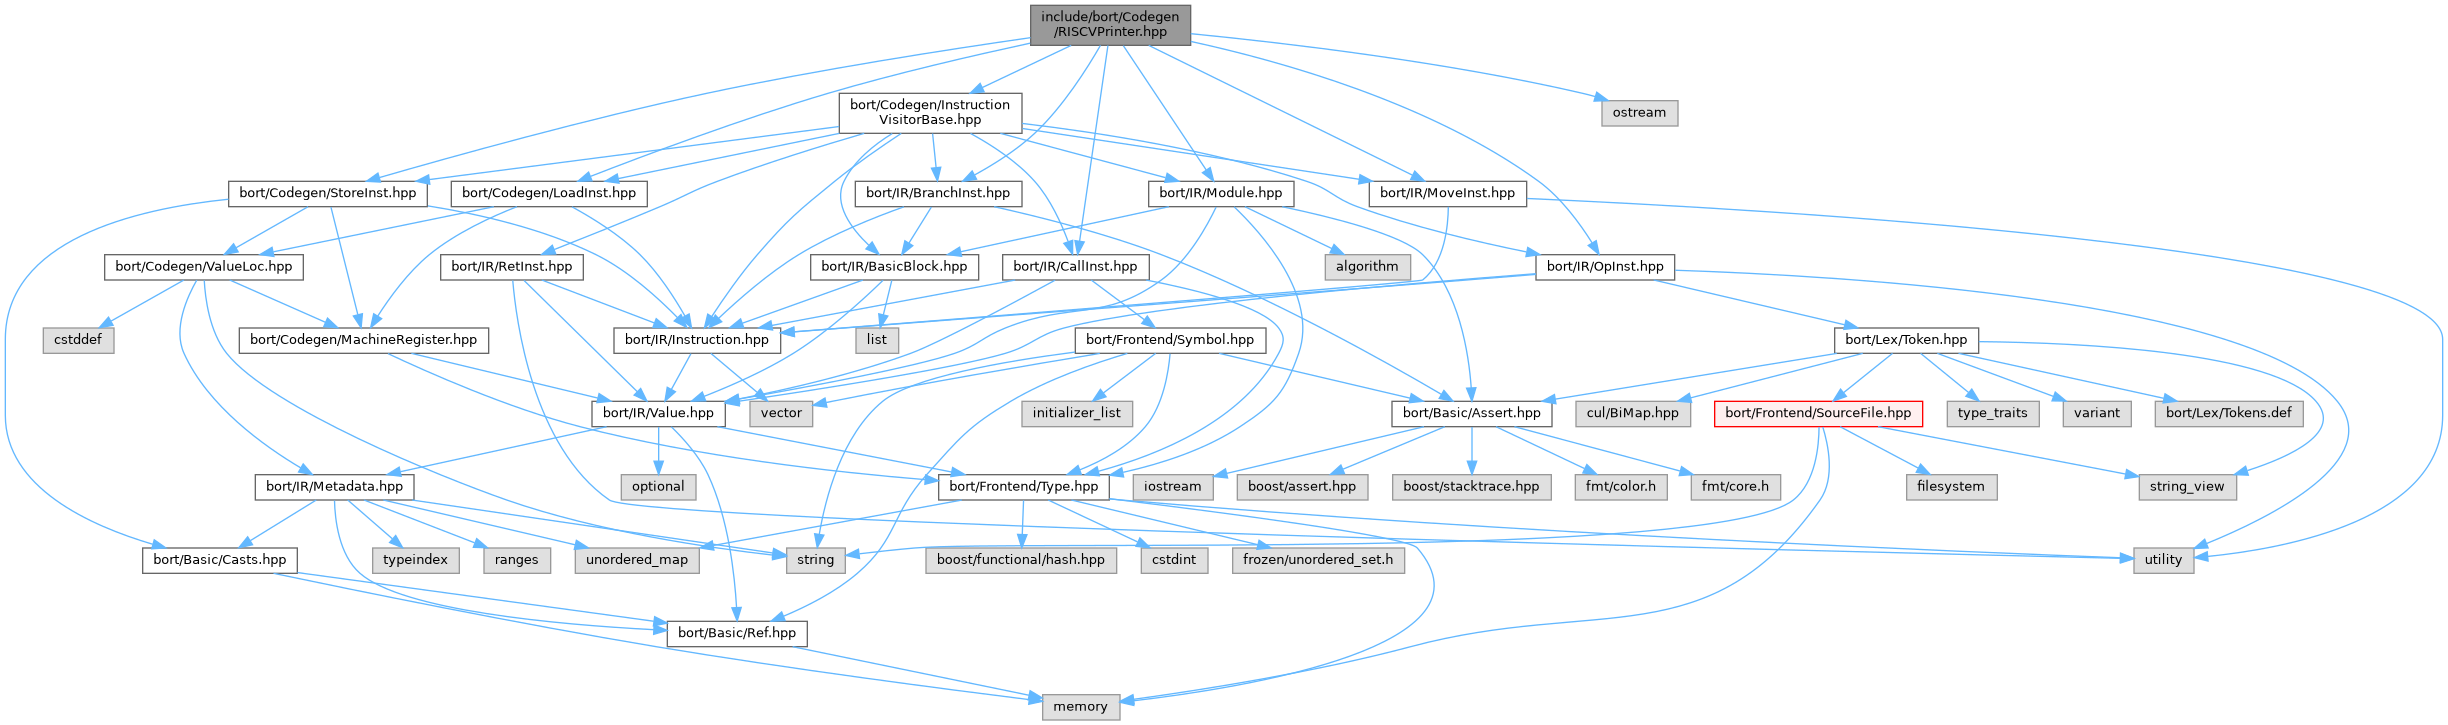 include/bort/Codegen
/RISCVPrinter.hpp
bort/Codegen/Instruction
VisitorBase.hpp
ostream
bort/Codegen/StoreInst.hpp
bort/Codegen/LoadInst.hpp
bort/IR/BranchInst.hpp
bort/IR/Module.hpp
bort/IR/MoveInst.hpp
bort/Codegen/ValueLoc.hpp
bort/IR/RetInst.hpp
bort/IR/BasicBlock.hpp
bort/IR/CallInst.hpp
algorithm
bort/IR/OpInst.hpp
cstddef
bort/Codegen/MachineRegister.hpp
bort/IR/Instruction.hpp
list
bort/Frontend/Symbol.hpp
bort/Lex/Token.hpp
bort/IR/Value.hpp
vector
initializer_list
bort/Basic/Assert.hpp
cul/BiMap.hpp
bort/Frontend/SourceFile.hpp
type_traits
variant
bort/Lex/Tokens.def
bort/IR/Metadata.hpp
optional
bort/Frontend/Type.hpp
iostream
boost/assert.hpp
boost/stacktrace.hpp
fmt/color.h
fmt/core.h
filesystem
string_view
bort/Basic/Casts.hpp
typeindex
ranges
unordered_map
string
boost/functional/hash.hpp
cstdint
frozen/unordered_set.h
utility
bort/Basic/Ref.hpp
memory